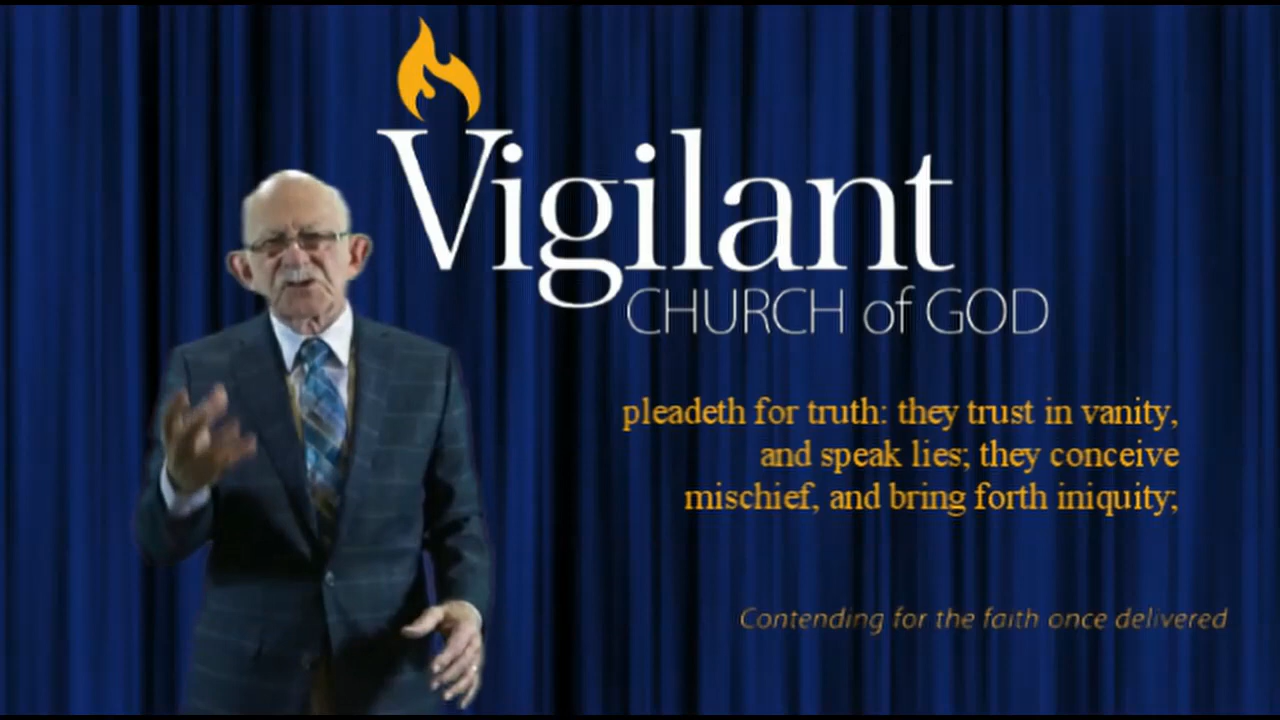 Vigilant
CHURCH of GOD
pleadeth for truth: they trust in vanity,
and speak lies; they conceive
mischief, and bring forth iniquity;
Contending for the faith once delivered